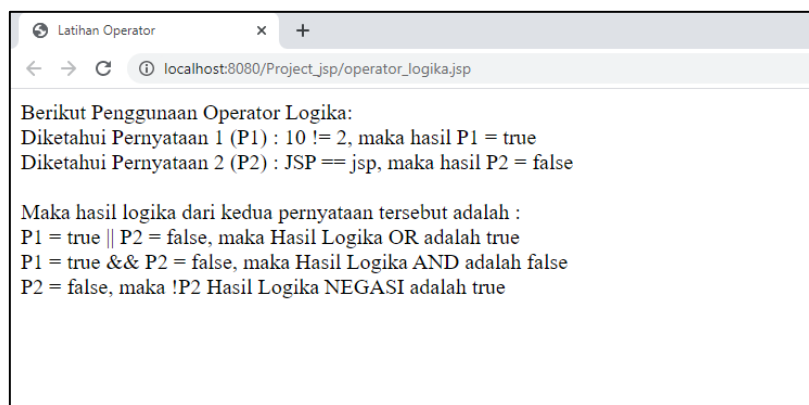 Latihan Operator
localhost:8080/Project_jsp/operator_logika.jsp
Berikut Penggunaan Operator Logika:
Diketahui Pernyataan 1 (P1) : 10 != 2, maka hasil P1 = true
Diketahui Pernyataan 2 (P2) : JSP == jsp, maka hasil P2 = false
Maka hasil logika dari kedua pernyataan tersebut adalah :
P1 = true || P2 = false, maka Hasil Logika OR adalah true
P1 = true && P2 = false, maka Hasil Logika AND adalah false
P2 = false, maka !P2 Hasil Logika NEGASI adalah true